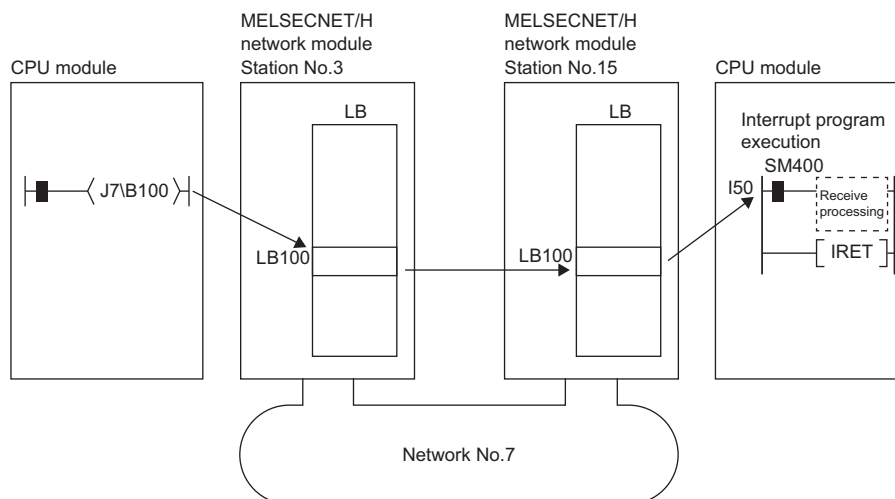 MELSECNET/H
network module
Station No.3
MELSECNET/H
network module
Station No.15
CPU module
CPU module
LB
LB
Interrupt program
execution
SM400
J7\B100
I50
Receive
processing
LB100
LB100
IRET
Network No.7